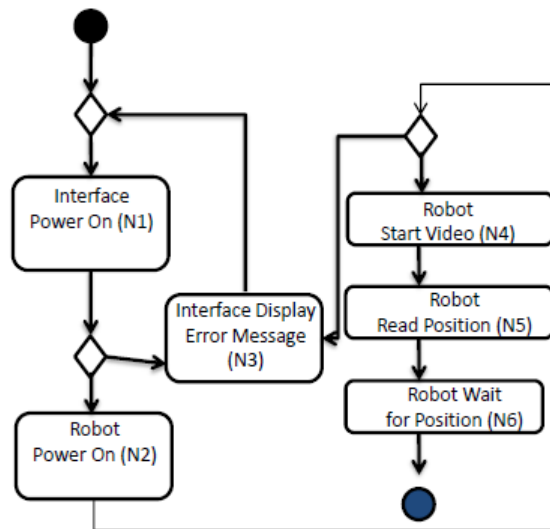 Interface
Power On (N1)
Interface Display
Error Message
(N3)
Robot
Power On (N2)
Robot
Start Video (N4)
Robot
Read Position (N5)
Robot Wait
for Position (N6)